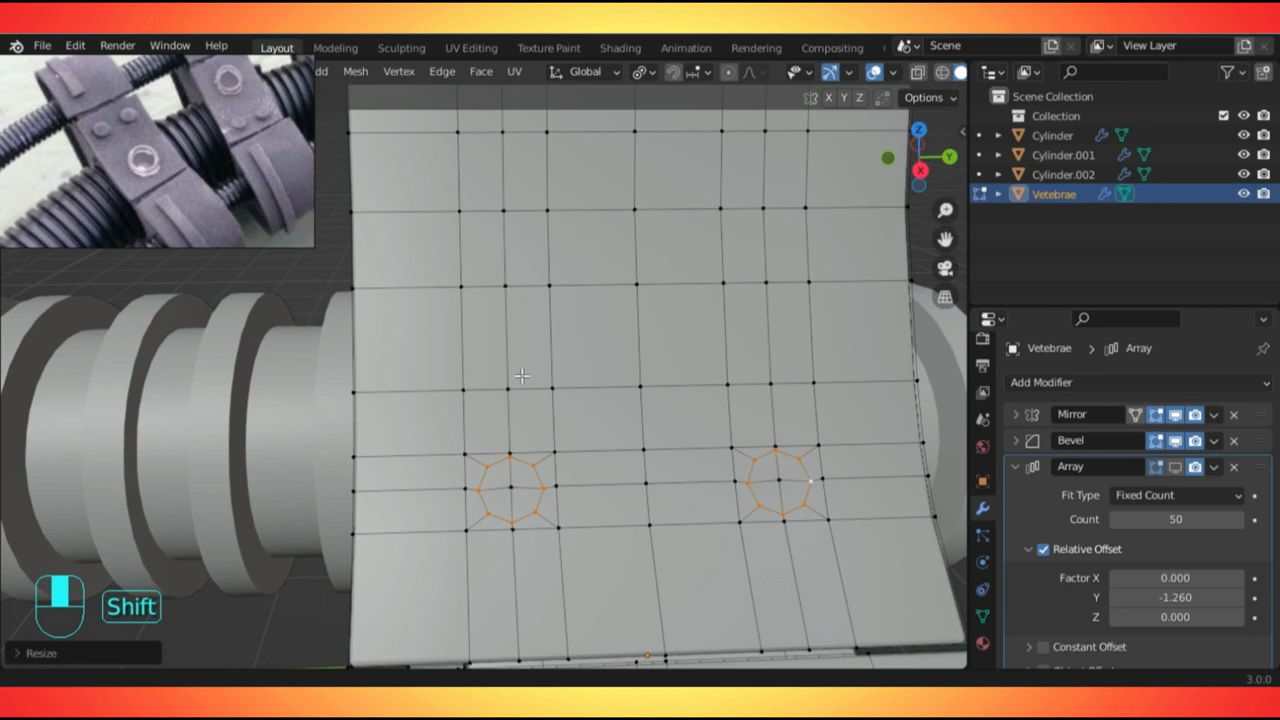 File Edit Render Window Help Layout Modeling Sculpting UV Editing Texture Paint Shading Animation Rendering Compositing Scene View Layer
dd Mesh Vertex Edge Face UV Global
X Y Z Options
Z
Y
X
Scene Collection
Collection
Cylinder
Cylinder.001
Cylinder.002
Vetebrae
Vetebrae Array
Add Modifier
Mirror
Bevel
Array
Fit Type Fixed Count
Count 50
Relative Offset
Factor X 0.000
Y -1.260
Z 0.000
Constant Offset
Shift
Resize
3.0.0